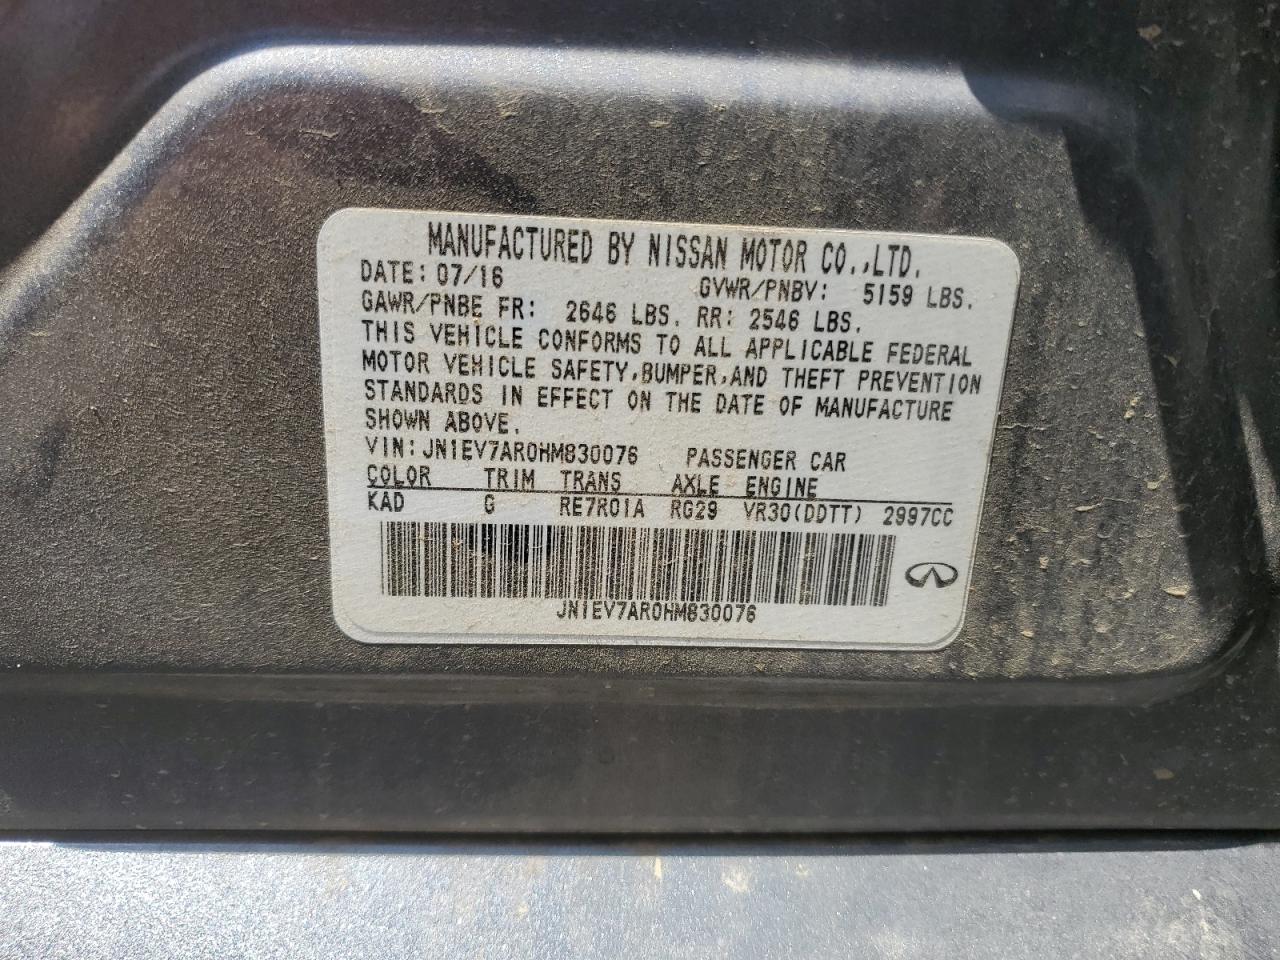 MANUFACTURED BY NISSAN MOTOR CO.,LTD.
DATE: 07/16 GVWR/PNBV: 5159 LBS.
GAWR/PNBE FR: 2646 LBS. RR: 2546 LBS.
THIS VEHICLE CONFORMS TO ALL APPLICABLE FEDERAL
MOTOR VEHICLE SAFETY,BUMPER,AND THEFT PREVENTION
STANDARDS IN EFFECT ON THE DATE OF MANUFACTURE
SHOWN ABOVE.
VIN: JN1EV7AR0HM830076 PASSENGER CAR
COLOR TRIM TRANS AXLE ENGINE
KAD G RE7R01A RG29 VR30(DDTT) 2997CC
JN1EV7AR0HM830076